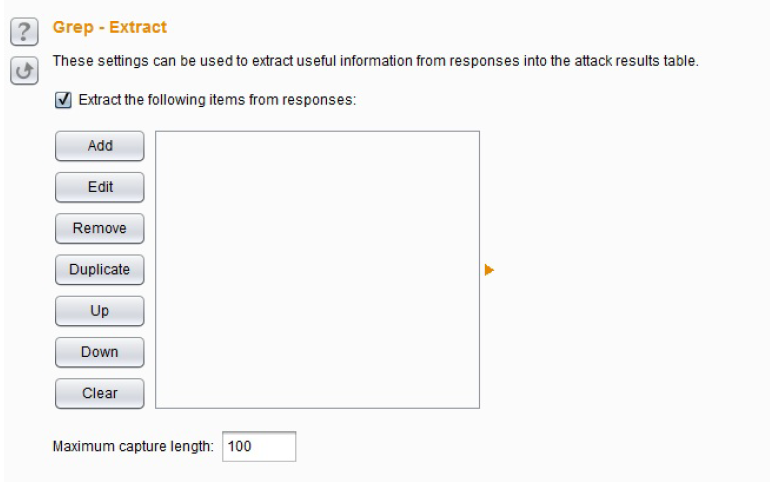 ?
Grep - Extract
These settings can be used to extract useful information from responses into the attack results table.
Extract the following items from responses:
Add
Edit
Remove
Duplicate
Up
Down
Clear
Maximum capture length: 100